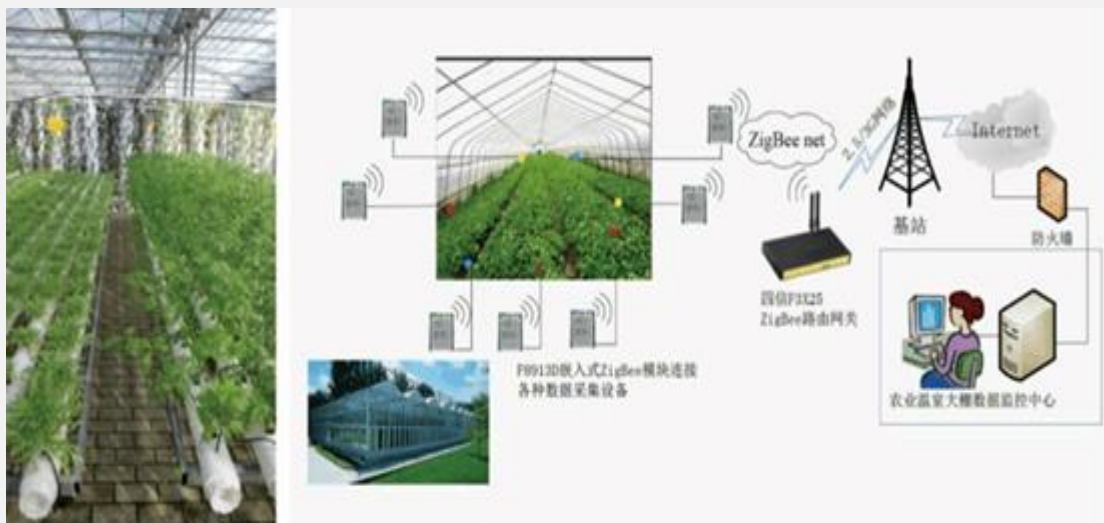 ZigBee net
2.5/3G网络
Internet
基站
防火墙
四信F3X25
ZigBee路由网关
F8913D嵌入式ZigBee模块连接
各种数据采集设备
农业温室大棚数据监控中心